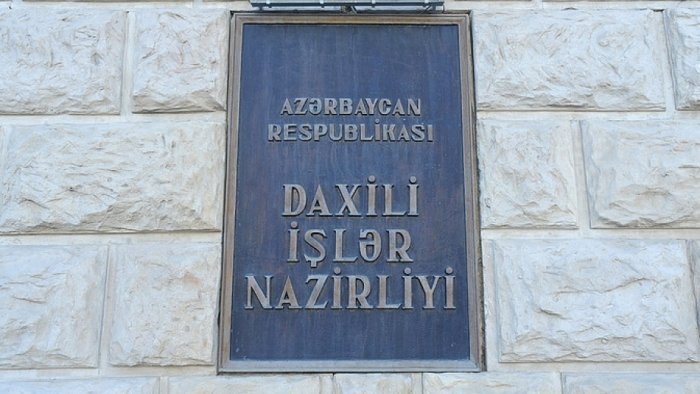 AZƏRBAYCAN
RESPUBLİKASI
DAXİLİ
İŞLƏR
NAZİRLİYİ